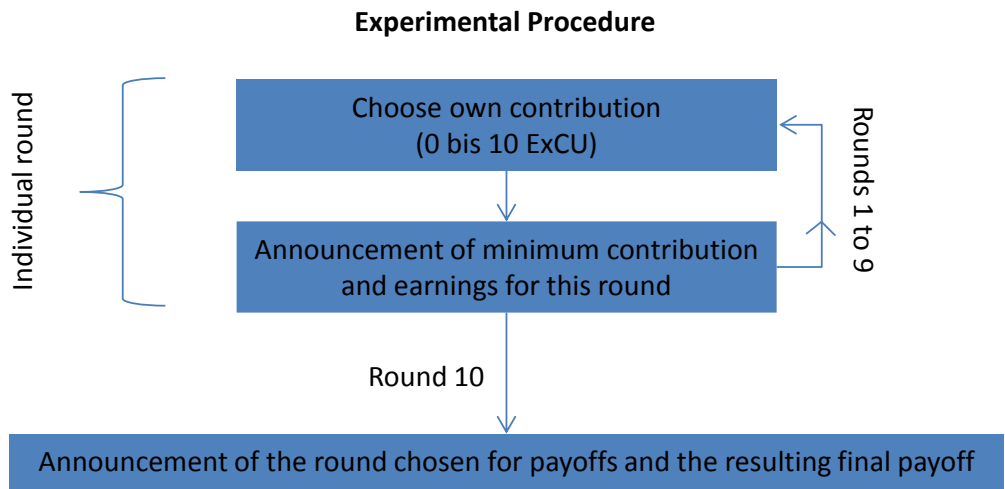 Experimental Procedure
Individual round
Choose own contribution
(0 bis 10 ExCU)
Rounds 1 to 9
Announcement of minimum contribution
and earnings for this round
Round 10
Announcement of the round chosen for payoffs and the resulting final payoff